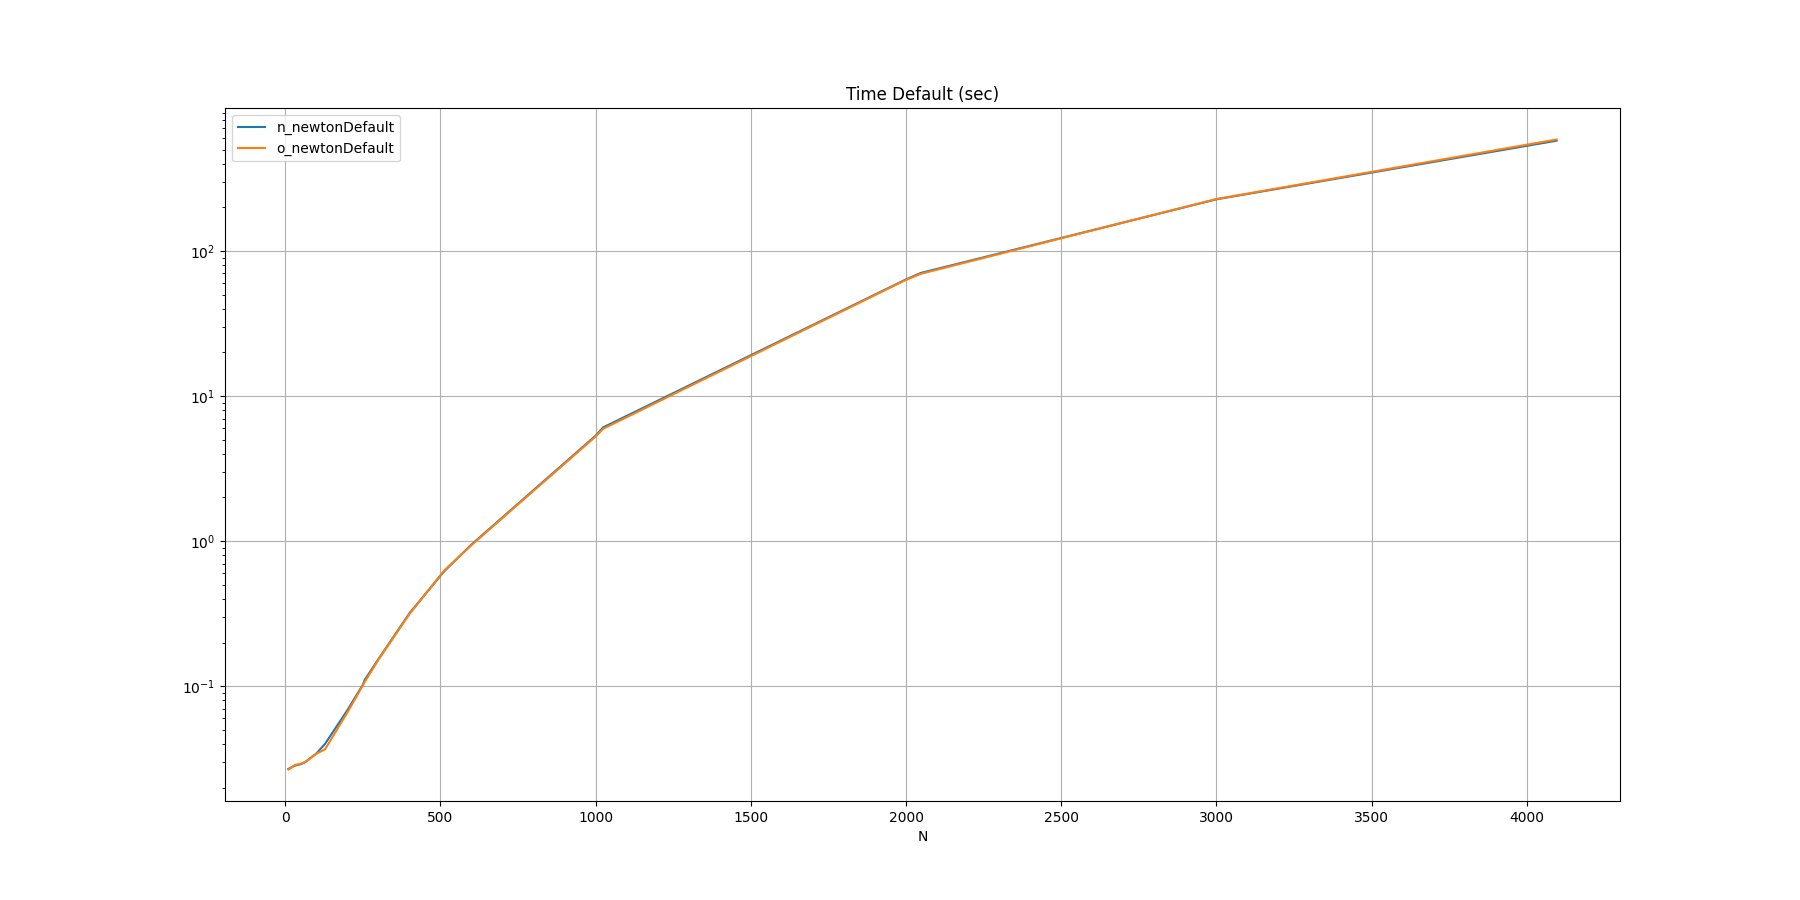 Time Default (sec)
n_newtonDefault
o_newtonDefault
10²
10¹
10⁰
10⁻¹
0 500 1000 1500 2000 2500 3000 3500 4000
N